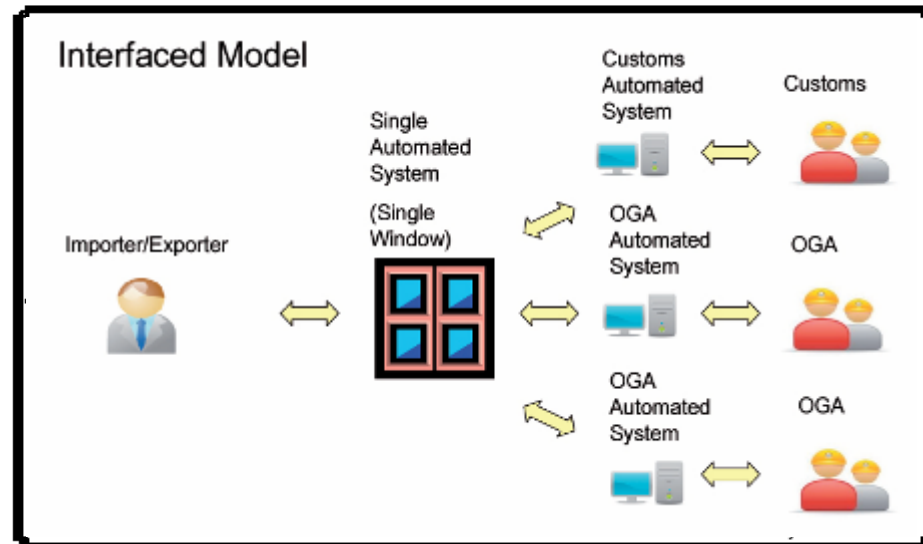 Interfaced Model
Customs
Automated
System
Customs
Single
Automated
System
(Single
Window)
Importer/Exporter
OGA
Automated
System
OGA
OGA
Automated
System
OGA